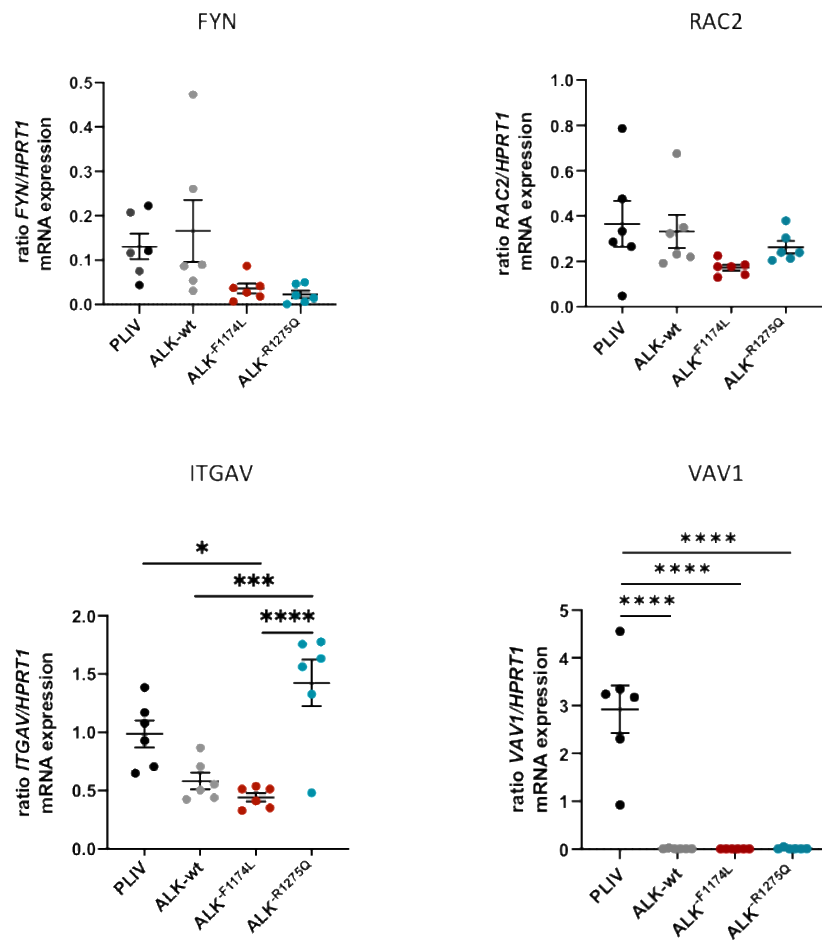 FYN
ratio FYN/HPRT1
mRNA expression
0.5
0.4
0.3
0.2
0.1
0.0
PLIV
ALK-wt
ALK-F1174L
ALK-R1275Q
RAC2
ratio RAC2/HPRT1
mRNA expression
1.0
0.8
0.6
0.4
0.2
0.0
PLIV
ALK-wt
ALK-F1174L
ALK-R1275Q
ITGAV
*
***
****
ratio ITGAV/HPRT1
mRNA expression
2.0
1.5
1.0
0.5
0.0
PLIV
ALK-wt
ALK-F1174L
ALK-R1275Q
VAV1
****
****
****
ratio VAV1/HPRT1
mRNA expression
5
4
3
2
1
0
PLIV
ALK-wt
ALK-F1174L
ALK-R1275Q